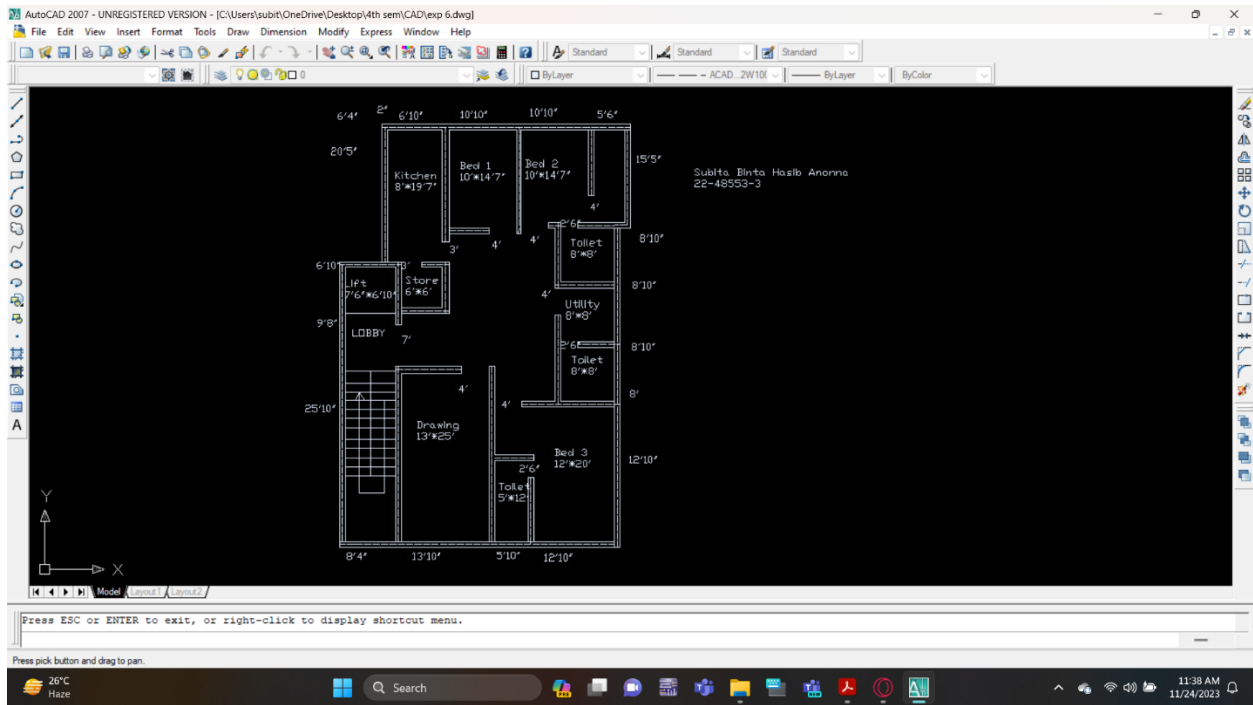 AutoCAD 2007 - UNREGISTERED VERSION - [C:\Users\subit\OneDrive\Desktop\4th sem\CAD\exp 6.dwg]
File Edit View Insert Format Tools Draw Dimension Modify Express Window Help
Standard Standard Standard
0 ByLayer ACAD...2W10( ByLayer ByColor
6'4" 2" 6'10" 10'10" 10'10" 5'6"
20'5"
15'5"
Kitchen
8'*19'7"
Bed 1
10'*14'7"
Bed 2
10'*14'7"
Subita Binta Hasib Anonna
22-48553-3
4'
2'6"
3' 4' 4'
Toilet
8'*8'
8'10"
6'10" 3'
Lift
7'6"*6'10"
Store
6'*6'
4'
8'10"
Utility
8'*8'
9'8"
LOBBY
7'
2'6"
8'10"
Toilet
8'*8'
4'
8'
25'10"
4'
Drawing
13'*25'
Bed 3
12'*20'
12'10"
2'6"
Toilet
5'*12'
8'4" 13'10" 5'10" 12'10"
Y
X
Model Layout1 Layout2
Press ESC or ENTER to exit, or right-click to display shortcut menu.
Press pick button and drag to pan.
26°C
Haze
Search
11:38 AM
11/24/2023